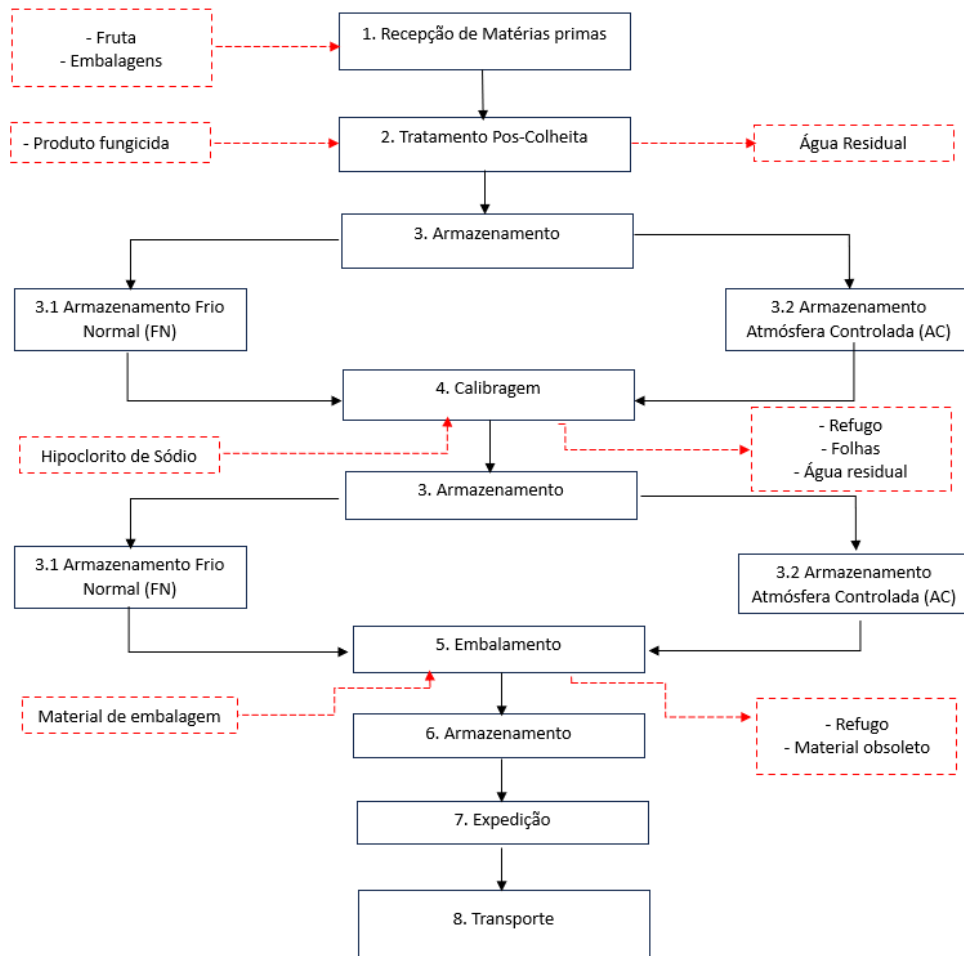 - Fruta
- Embalagens
1. Recepção de Matérias primas
- Produto fungicida
2. Tratamento Pos-Colheita
Água Residual
3. Armazenamento
3.1 Armazenamento Frio
Normal (FN)
3.2 Armazenamento
Atmósfera Controlada (AC)
4. Calibragem
Hipoclorito de Sódio
- Refugo
- Folhas
- Água residual
3. Armazenamento
3.1 Armazenamento Frio
Normal (FN)
3.2 Armazenamento
Atmósfera Controlada (AC)
5. Embalamento
Material de embalagem
- Refugo
- Material obsoleto
6. Armazenamento
7. Expedição
8. Transporte